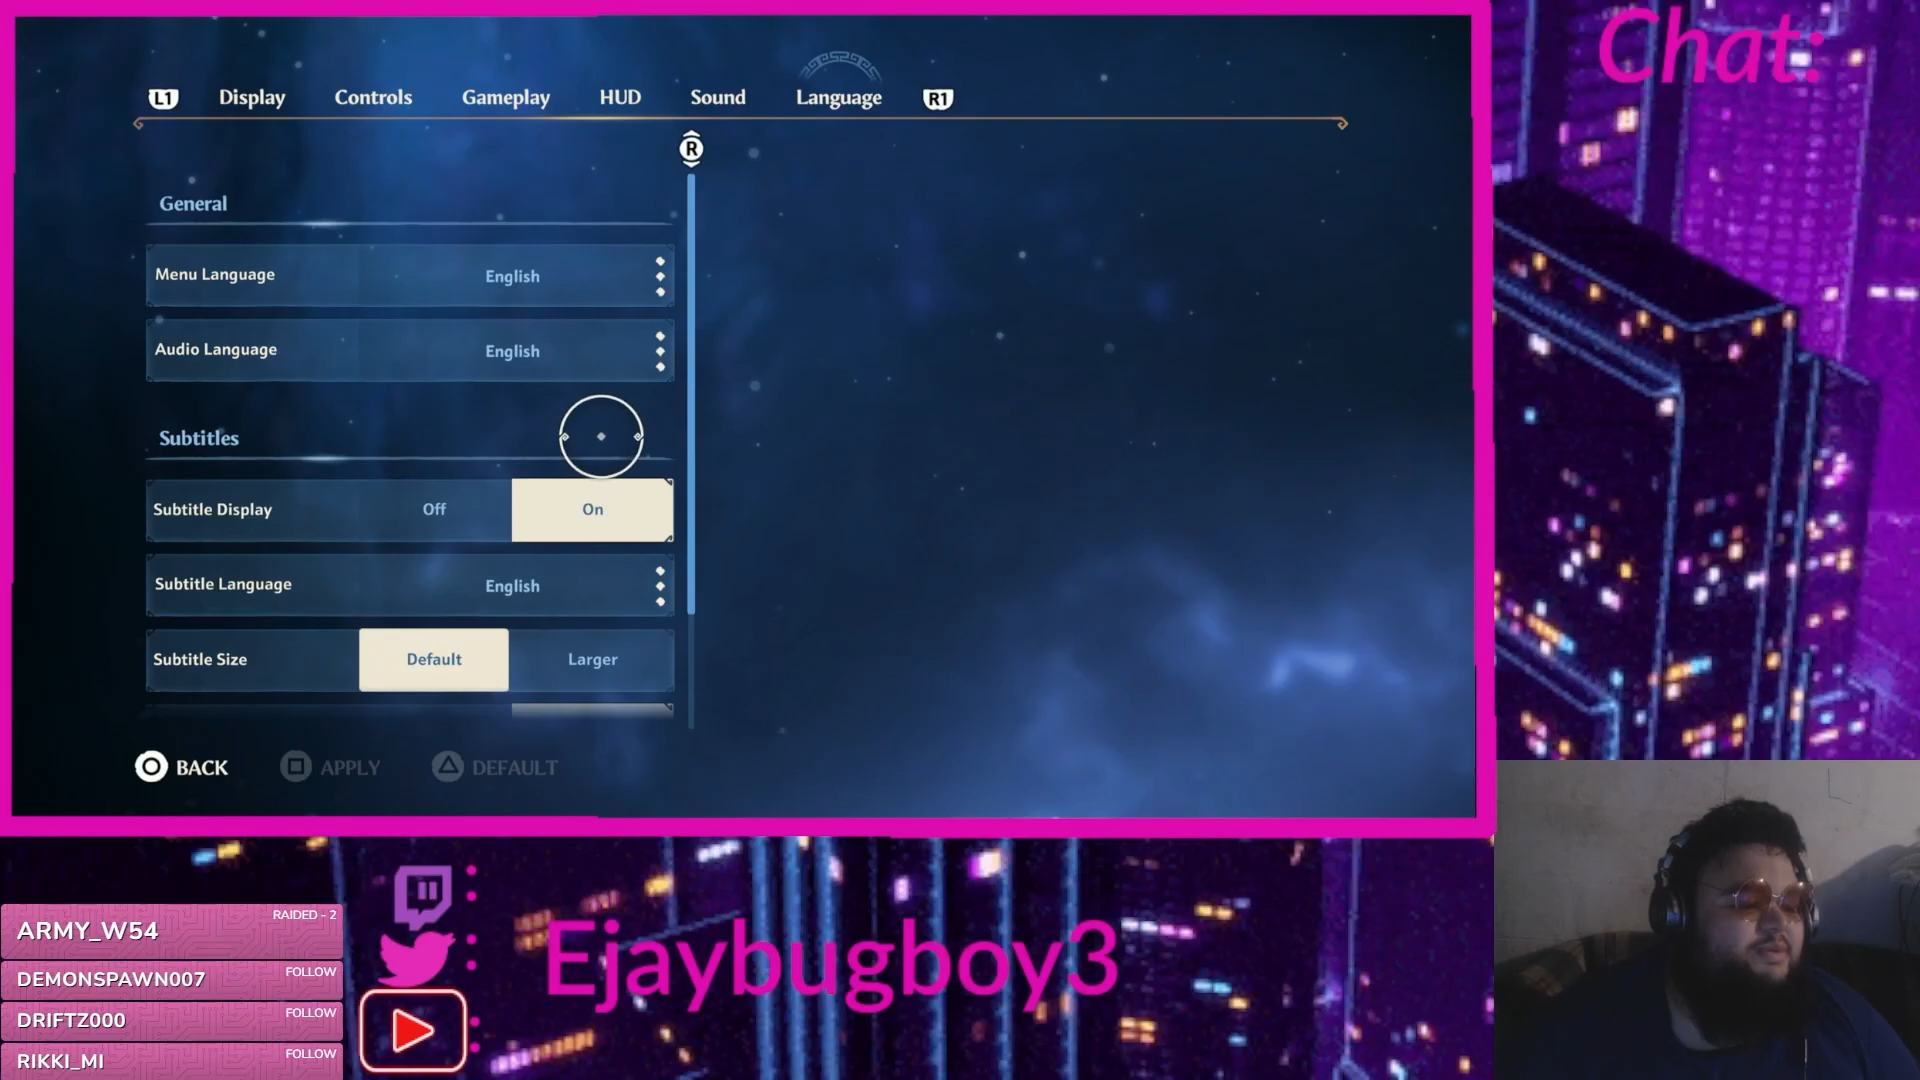 Chat:
L1 Display Controls Gameplay HUD Sound Language R1
R
General
Menu Language English
Audio Language English
Subtitles
Subtitle Display Off On
Subtitle Language English
Subtitle Size Default Larger
BACK APPLY DEFAULT
ARMY_W54 RAIDED - 2
DEMONSPAWN007 FOLLOW
DRIFTZ000 FOLLOW
RIKKI_MI FOLLOW
Ejaybugboy3